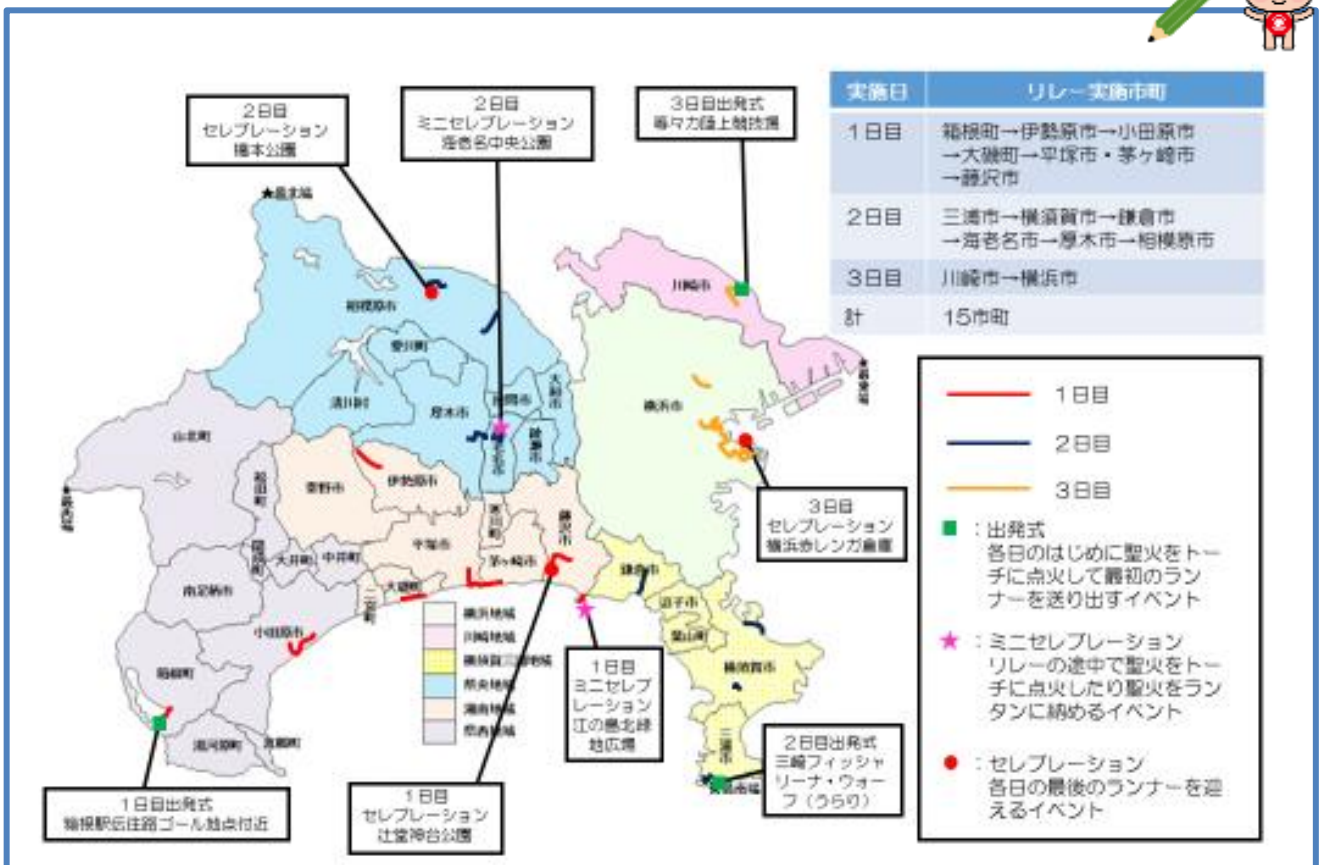 2日目
セレブレーション
橋本公園
2日目
ミニセレブレーション
海老名中央公園
3日目出発式
等々力陸上競技場
実施日 リレー実施市町
1日目 箱根町→伊勢原市→小田原市
→大磯町→平塚市・茅ヶ崎市
→藤沢市
2日目 三浦市→横須賀市→鎌倉市
→海老名市→厚木市→相模原市
3日目 川崎市→横浜市
計 15市町
★最北端
相模原市
川崎市
愛川町
清川村
厚木市
座間市
大和市
綾瀬市
横浜市
★最東端
山北町
★最西端
松田町
秦野市
伊勢原市
寒川町
藤沢市
平塚市
茅ヶ崎市
大井町
中井町
大磯町
二宮町
南足柄市
小田原市
箱根町
湯河原町
真鶴町
鎌倉市
逗子市
葉山町
横須賀市
三浦市
横浜地域
川崎地域
横須賀三浦地域
県央地域
湘南地域
県西地域
1日目
2日目
3日目
■:出発式
各日のはじめに聖火をトー
チに点火して最初のラン
ナーを送り出すイベント
★:ミニセレブレーション
リレーの途中で聖火をトー
チに点火したり聖火をラン
タンに納めるイベント
●:セレブレーション
各日の最後のランナーを迎
えるイベント
3日目
セレブレーション
横浜赤レンガ倉庫
1日目
ミニセレブ
レーション
江の島北緑
地広場
2日目出発式
三崎フィッシャ
リーナ・ウォー
フ(うらり)
1日目出発式
箱根駅伝往路ゴール地点付近
1日目
セレブレーション
辻堂神台公園